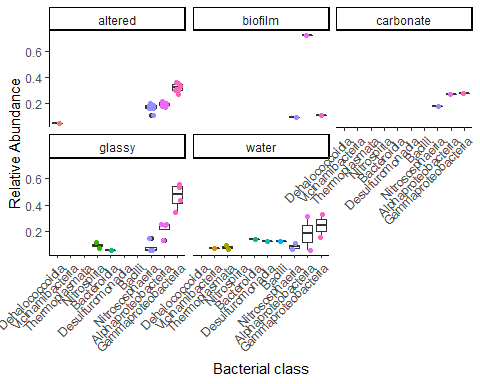 altered
biofilm
carbonate
0.6
0.4
0.2
Relative Abundance
Dehalococcoidia
Vicinamibacteria
Thermoplasmata
Nitrospiria
Bacteroidia
Desulfuromonadia
Bacilli
Nitrososphaeria
Alphaproteobacteria
Gammaproteobacteria
glassy
water
0.6
0.4
0.2
Dehalococcoidia
Vicinamibacteria
Thermoplasmata
Nitrospiria
Bacteroidia
Desulfuromonadia
Bacilli
Nitrososphaeria
Alphaproteobacteria
Gammaproteobacteria
Dehalococcoidia
Vicinamibacteria
Thermoplasmata
Nitrospiria
Bacteroidia
Desulfuromonadia
Bacilli
Nitrososphaeria
Alphaproteobacteria
Gammaproteobacteria
Bacterial class